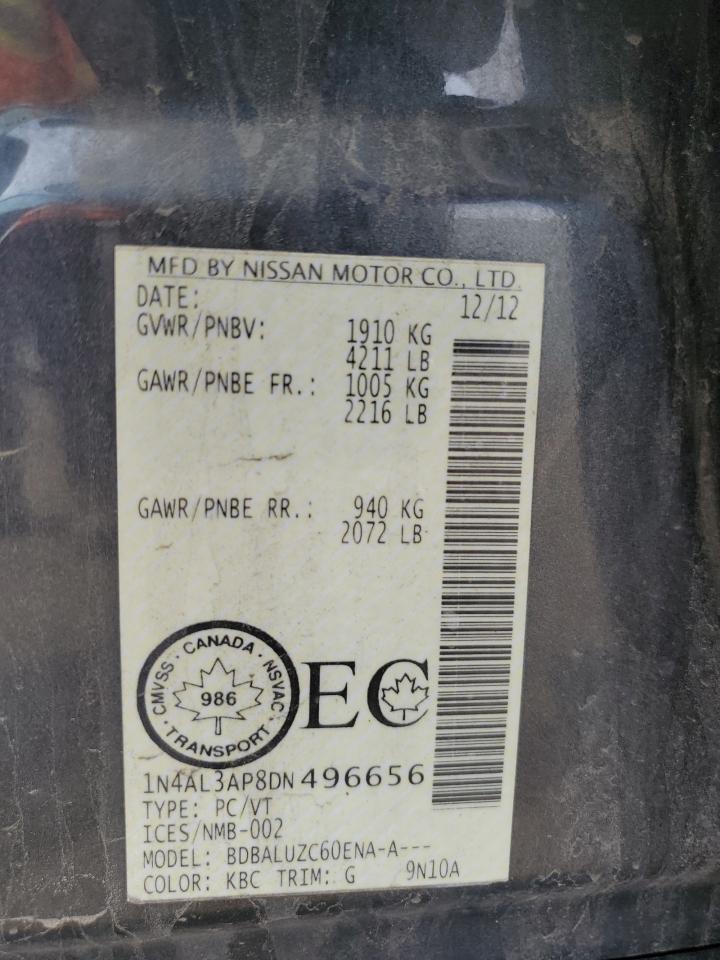 MFD BY NISSAN MOTOR CO., LTD.
DATE: 12/12
GVWR/PNBV: 1910 KG
4211 LB
GAWR/PNBE FR.: 1005 KG
2216 LB
GAWR/PNBE RR.: 940 KG
2072 LB
CMVSS · CANADA · NSVAC · TRANSPORT ·
986
EC
1N4AL3AP8DN 496656
TYPE: PC/VT
ICES/NMB-002
MODEL: BDBALUZC60ENA-A---
COLOR: KBC TRIM: G 9N10A